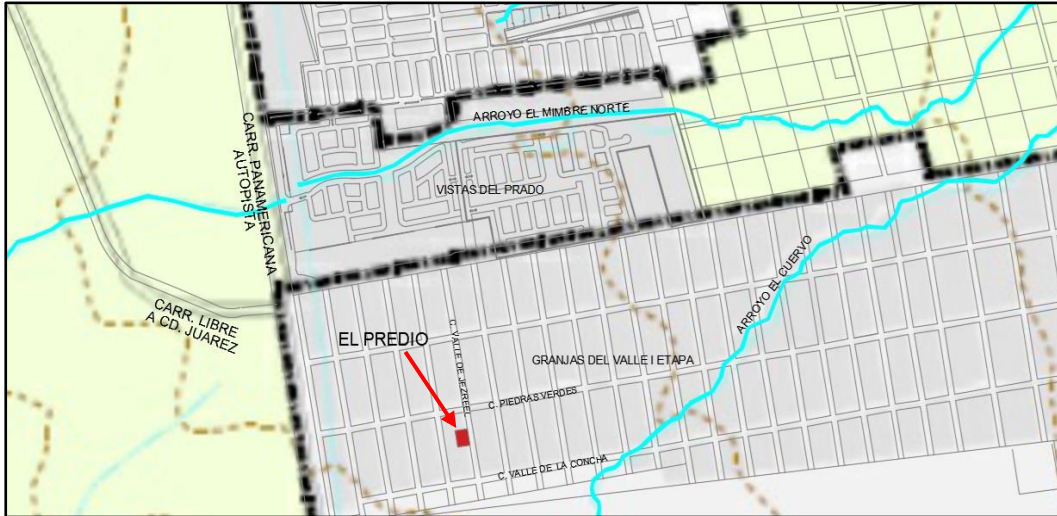 ARROYO EL MIMBRE NORTE
CARR. PANAMERICANA
AUTOPISTA
VISTAS DEL PRADO
ARROYO EL CUERVO
CARR. LIBRE
A CD. JUAREZ
C. VALLE DE JEZREEL
EL PREDIO
GRANJAS DEL VALLE I ETAPA
C. PIEDRAS VERDES
C. VALLE DE LA CONCHA